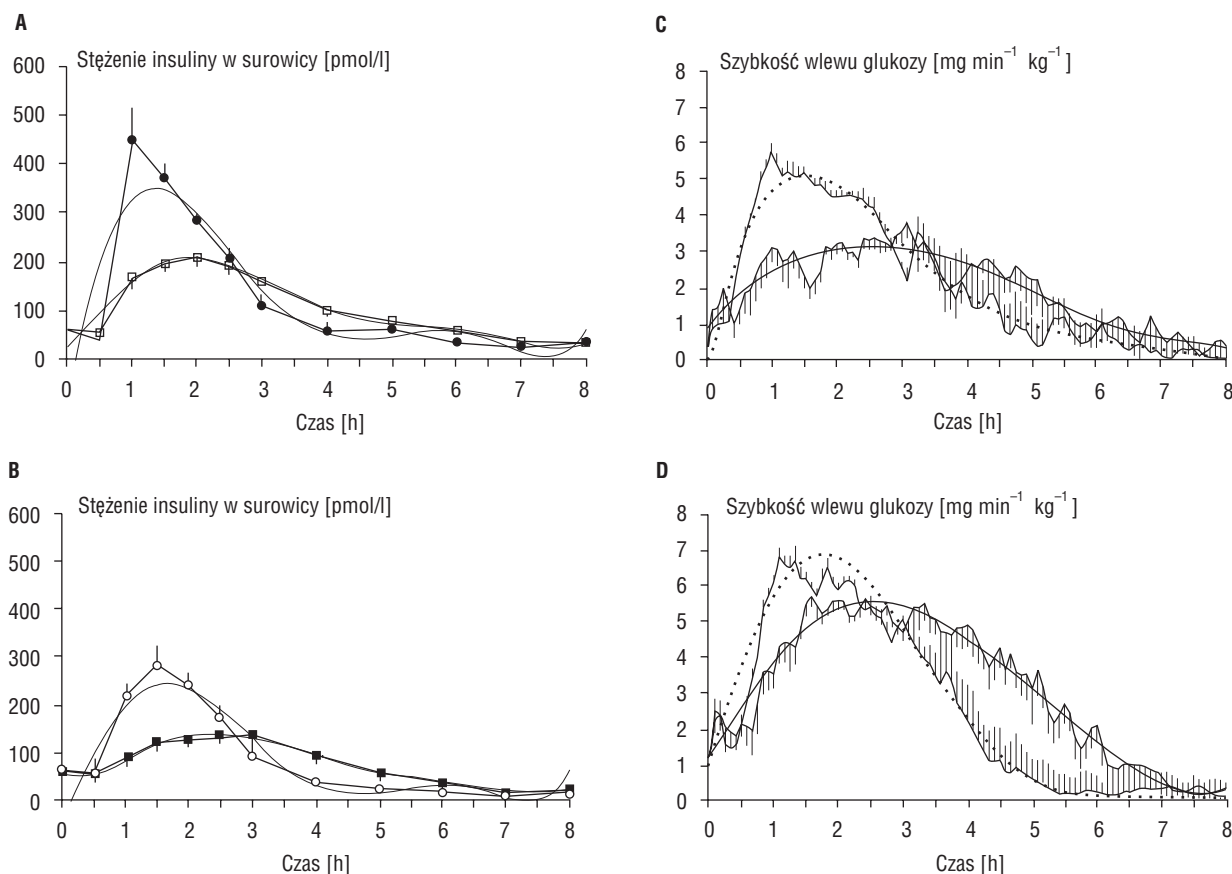 A
Stężenie insuliny w surowicy [pmol/l]
600
500
400
300
200
100
0
0 1 2 3 4 5 6 7 8
Czas [h]
B
Stężenie insuliny w surowicy [pmol/l]
600
500
400
300
200
100
0
0 1 2 3 4 5 6 7 8
Czas [h]
C
Szybkość wlewu glukozy [mg min⁻¹ kg⁻¹]
8
7
6
5
4
3
2
1
0
0 1 2 3 4 5 6 7 8
Czas [h]
D
Szybkość wlewu glukozy [mg min⁻¹ kg⁻¹]
8
7
6
5
4
3
2
1
0
0 1 2 3 4 5 6 7 8
Czas [h]